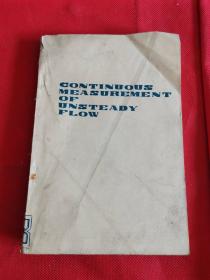 CONTINUOUS
MEASUREMENT
OF
UNSTEADY
FLOW